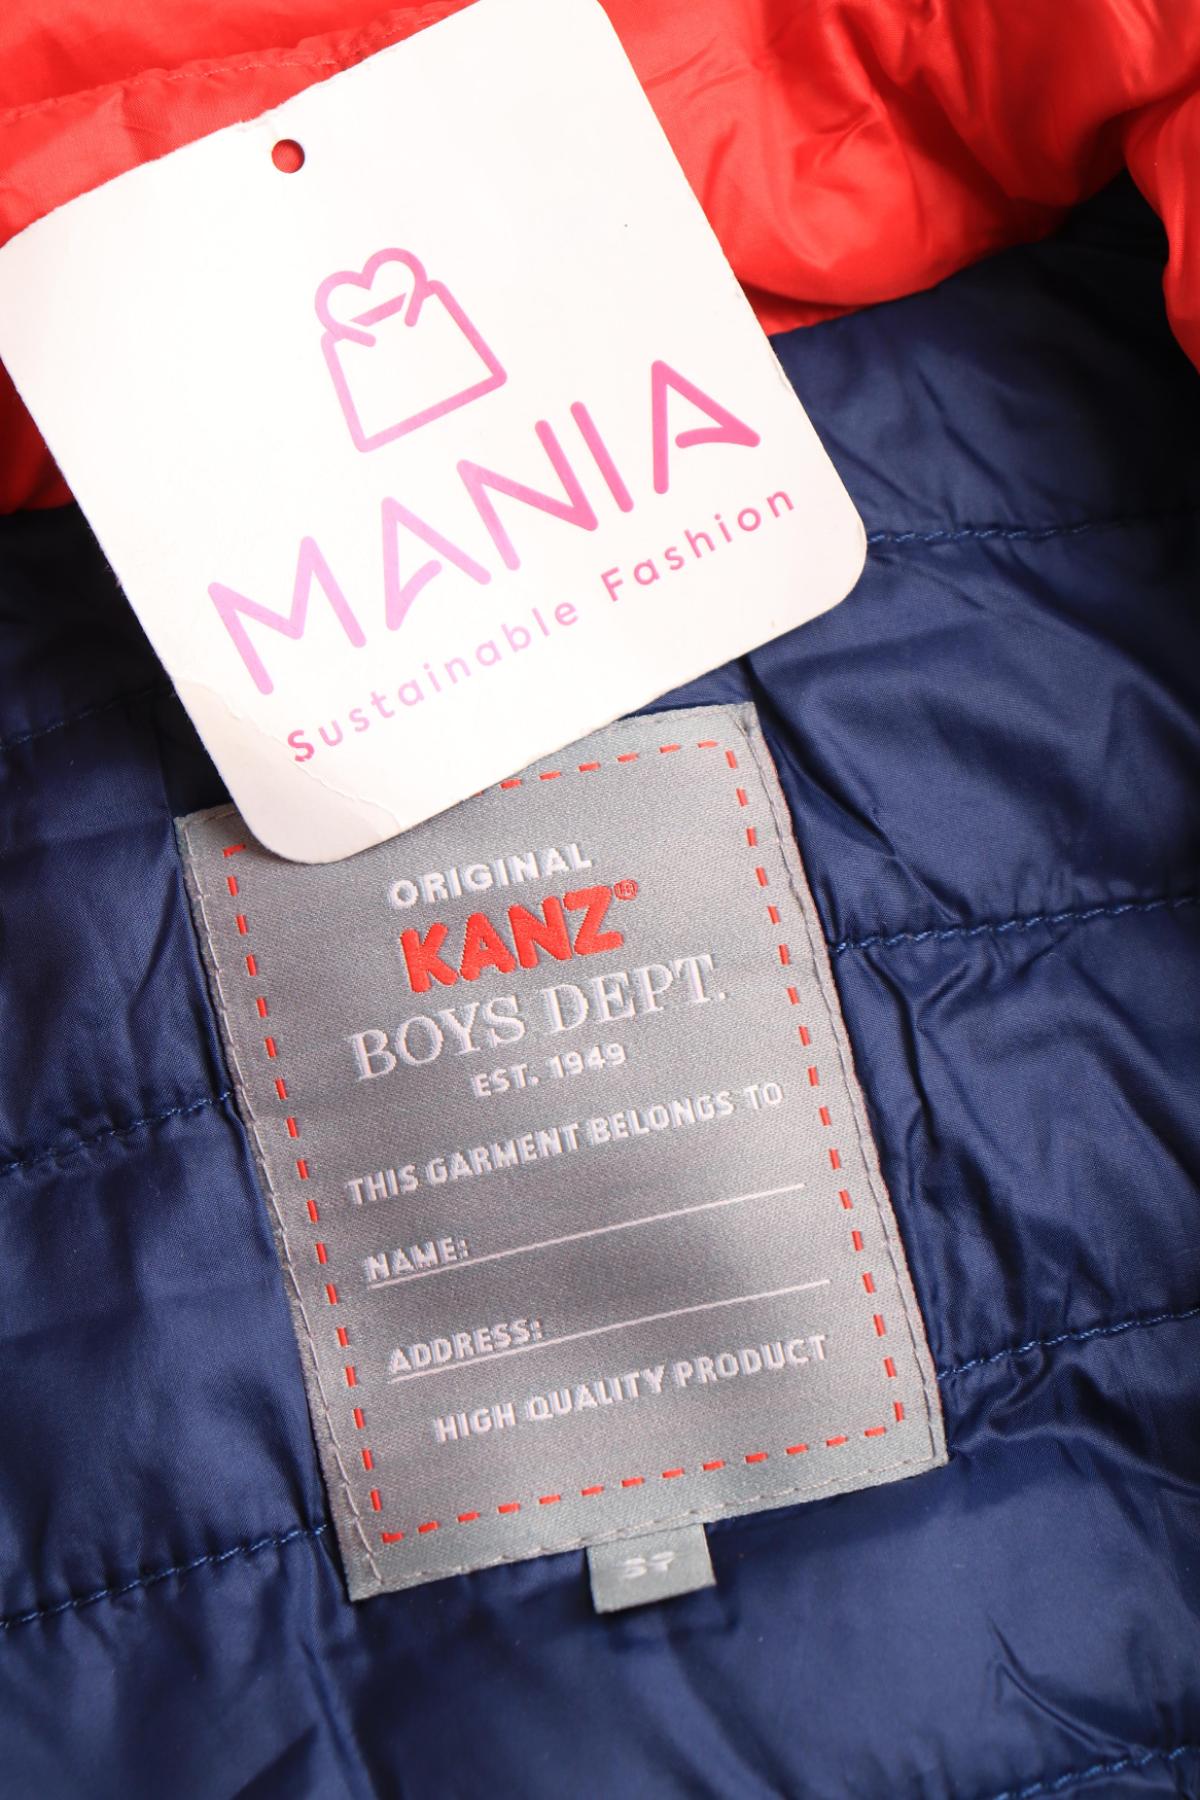 MANIA
Sustainable Fashion
ORIGINAL
KANZ®
BOYS DEPT.
EST. 1949
THIS GARMENT BELONGS TO
NAME:
ADDRESS:
HIGH QUALITY PRODUCT